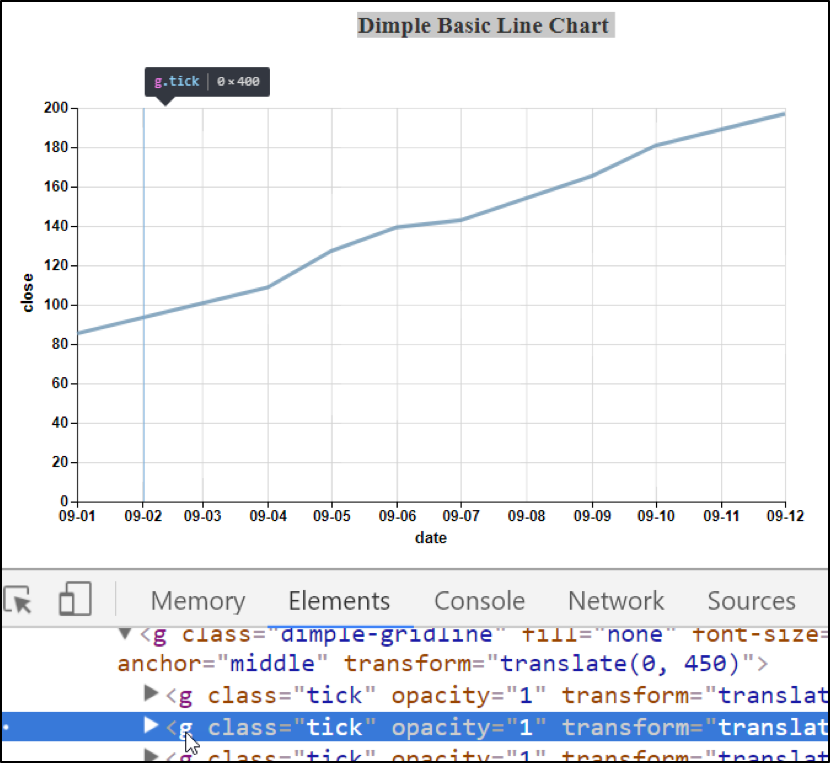 Dimple Basic Line Chart
g.tick | 0 × 400
200
180
160
140
120
100
80
60
40
20
0
close
09-01 09-02 09-03 09-04 09-05 09-06 09-07 09-08 09-09 09-10 09-11 09-12
date
Memory Elements Console Network Sources
▼<g class="dimple-gridline" fill="none" font-size=
anchor="middle" transform="translate(0, 450)">
▶<g class="tick" opacity="1" transform="translat
▶<g class="tick" opacity="1" transform="translat
▶<g class="tick" opacity="1" transform="translat